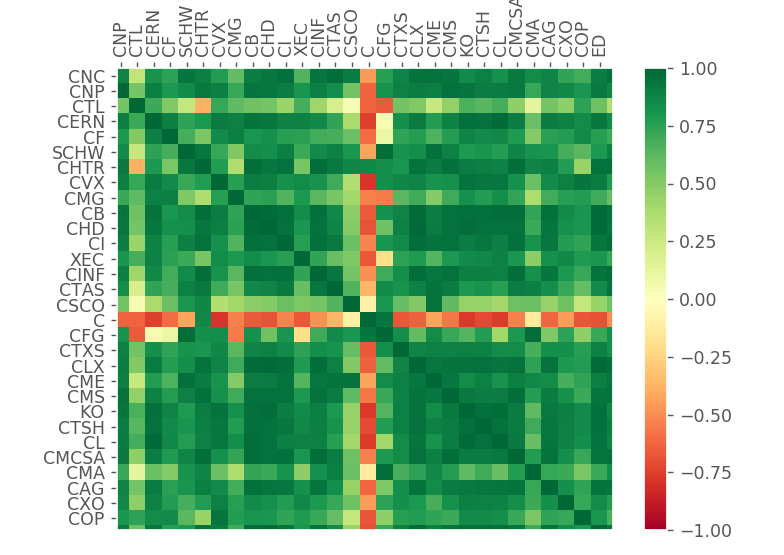 CNP CTL CERN CF SCHW CHTR CVX CMG CB CHD CI XEC CINF CTAS CSCO C CFG CTXS CLX CME CMS KO CTSH CL CMCSA CMA CAG CXO COP ED
CNC
CNP
CTL
CERN
CF
SCHW
CHTR
CVX
CMG
CB
CHD
CI
XEC
CINF
CTAS
CSCO
C
CFG
CTXS
CLX
CME
CMS
KO
CTSH
CL
CMCSA
CMA
CAG
CXO
COP
1.00
0.75
0.50
0.25
0.00
−0.25
−0.50
−0.75
−1.00